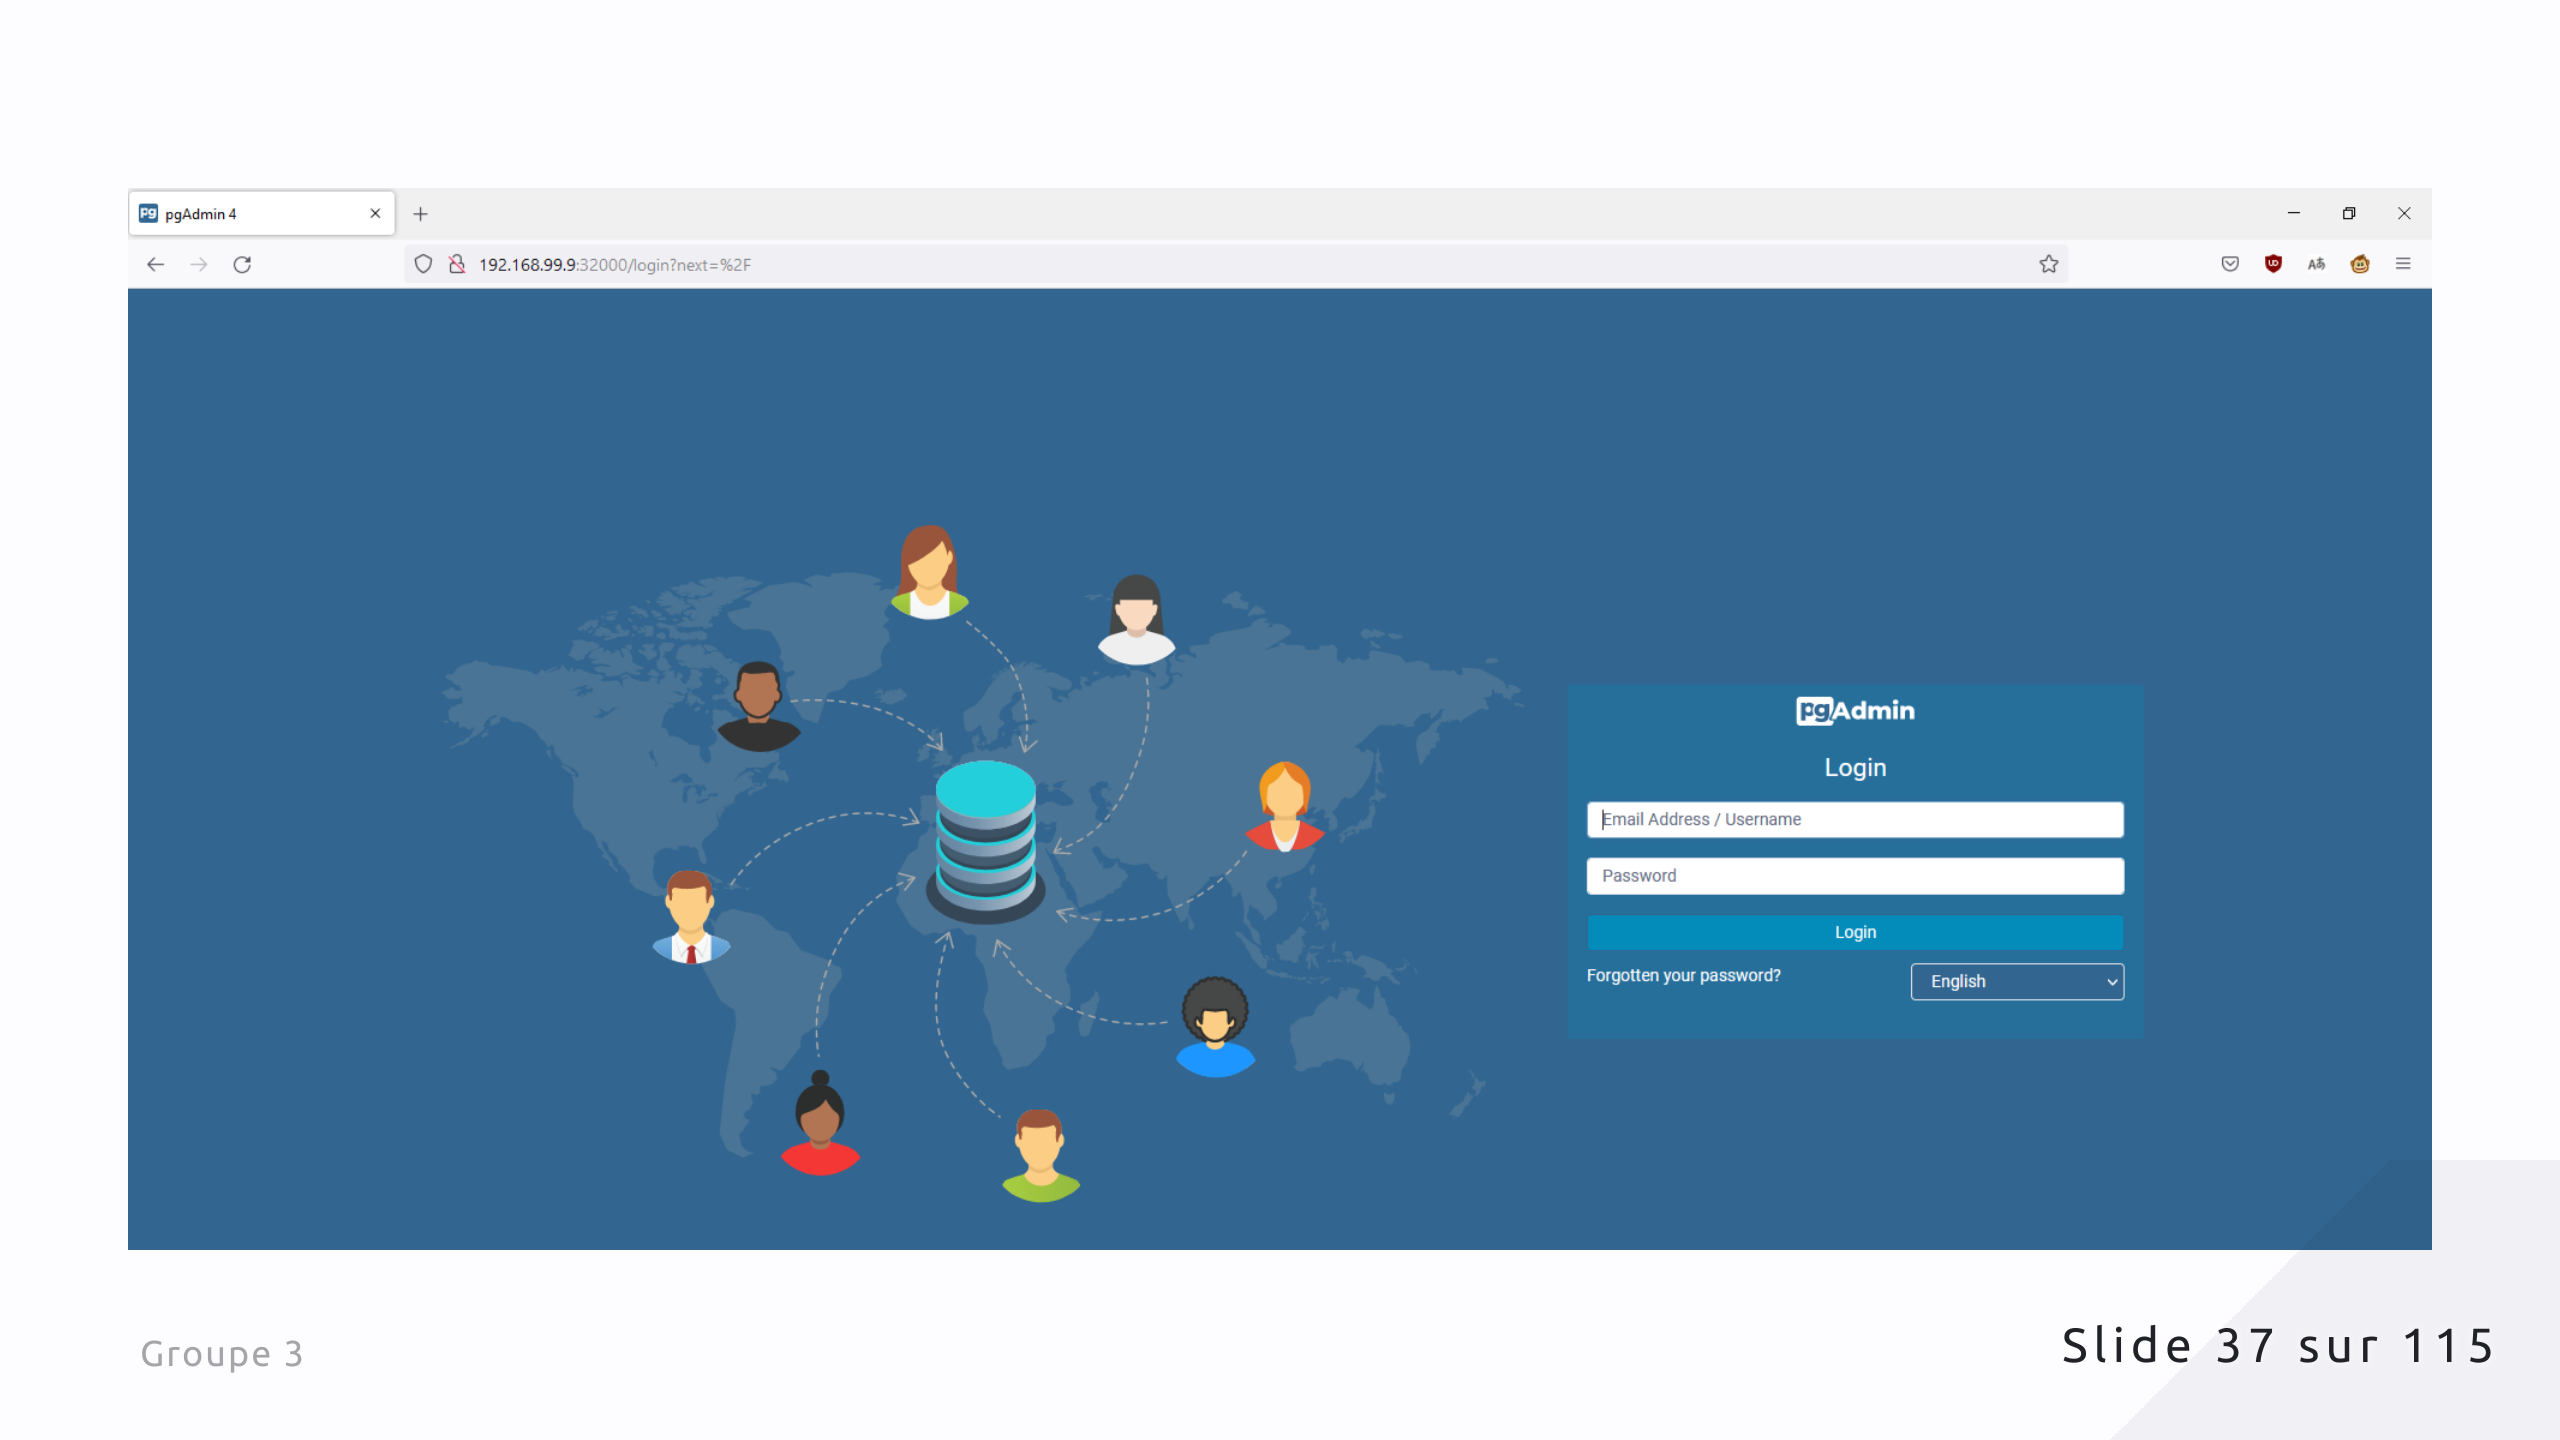 pgAdmin 4
192.168.99.9:32000/login?next=%2F
pgAdmin
Login
Email Address / Username
Password
Login
Forgotten your password?
English
Groupe 3
Slide 37 sur 115